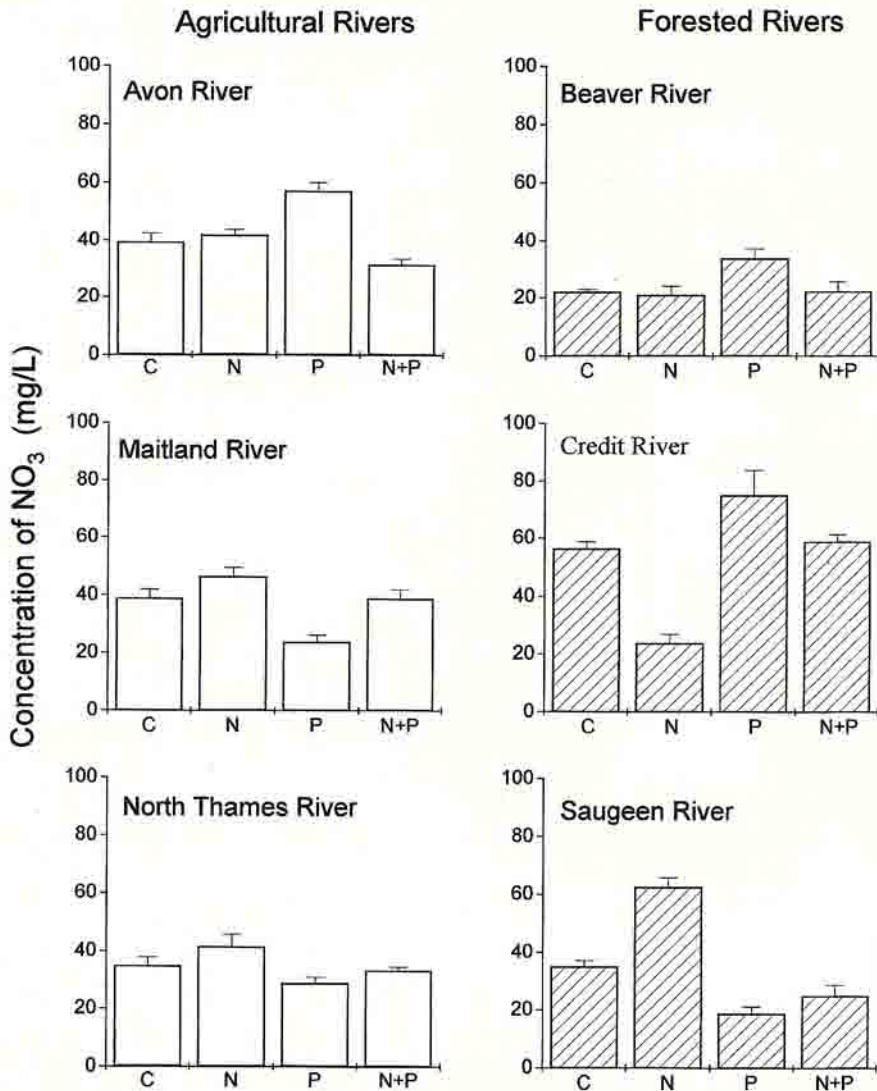 Agricultural Rivers
Forested Rivers
Concentration of NO3 (mg/L)
100
80
60
40
20
0
Avon River
C N P N+P
100
80
60
40
20
0
Beaver River
C N P N+P
100
80
60
40
20
0
Maitland River
C N P N+P
100
80
60
40
20
0
Credit River
C N P N+P
100
80
60
40
20
0
North Thames River
C N P N+P
100
80
60
40
20
0
Saugeen River
C N P N+P